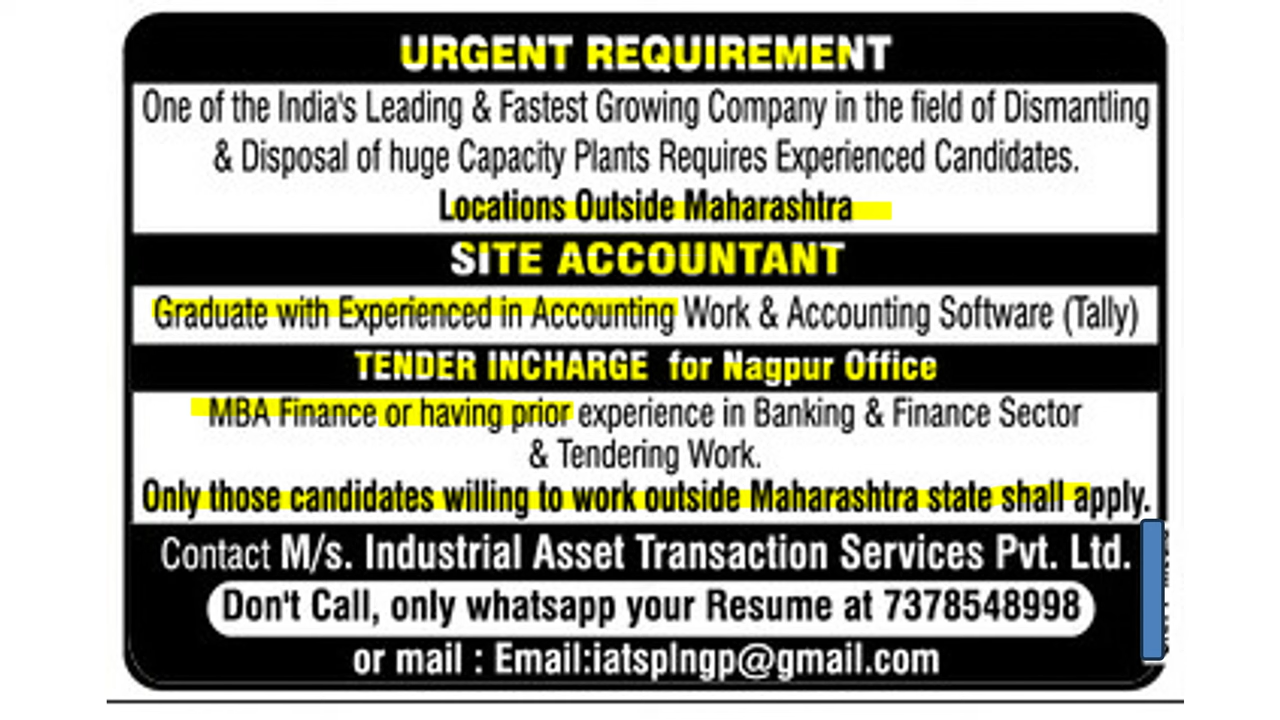 URGENT REQUIREMENT
One of the India's Leading & Fastest Growing Company in the field of Dismantling
& Disposal of huge Capacity Plants Requires Experienced Candidates.
Locations Outside Maharashtra
SITE ACCOUNTANT
Graduate with Experienced in Accounting Work & Accounting Software (Tally)
TENDER INCHARGE for Nagpur Office
MBA Finance or having prior experience in Banking & Finance Sector
& Tendering Work.
Only those candidates willing to work outside Maharashtra state shall apply.
Contact M/s. Industrial Asset Transaction Services Pvt. Ltd.
Don't Call, only whatsapp your Resume at 7378548998
or mail : Email:iatsplngp@gmail.com